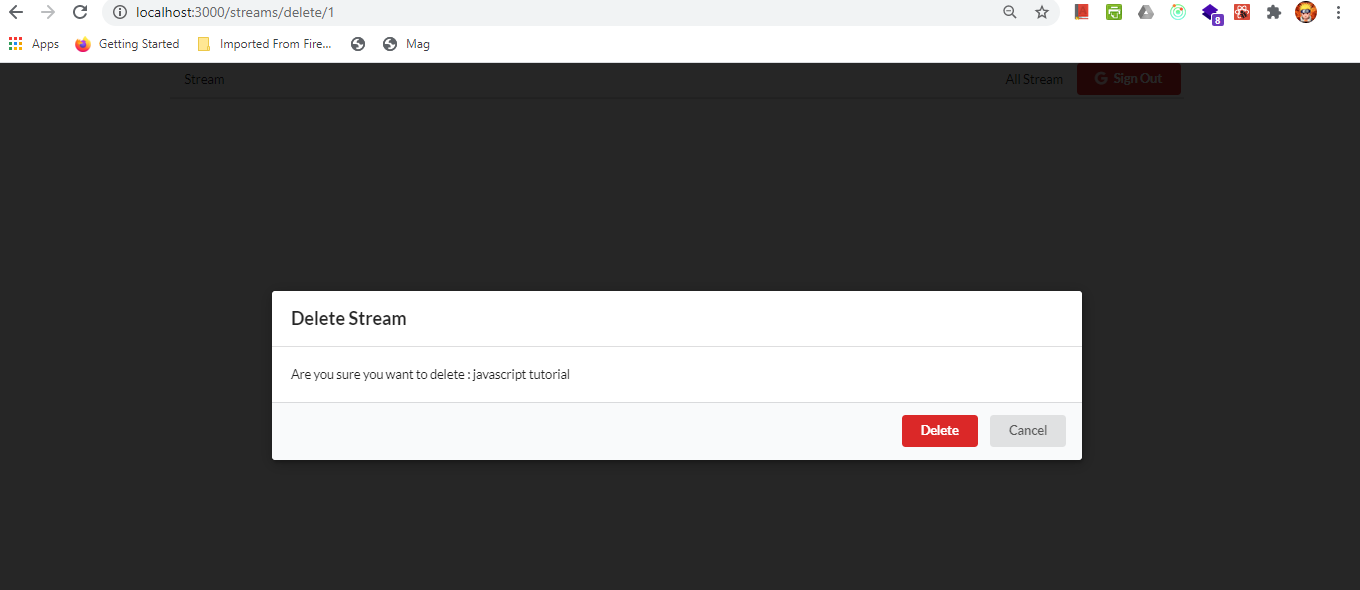 localhost:3000/streams/delete/1
8
Apps Getting Started Imported From Fire... Mag
Stream All Stream Sign Out
Delete Stream
Are you sure you want to delete : javascript tutorial
Delete Cancel